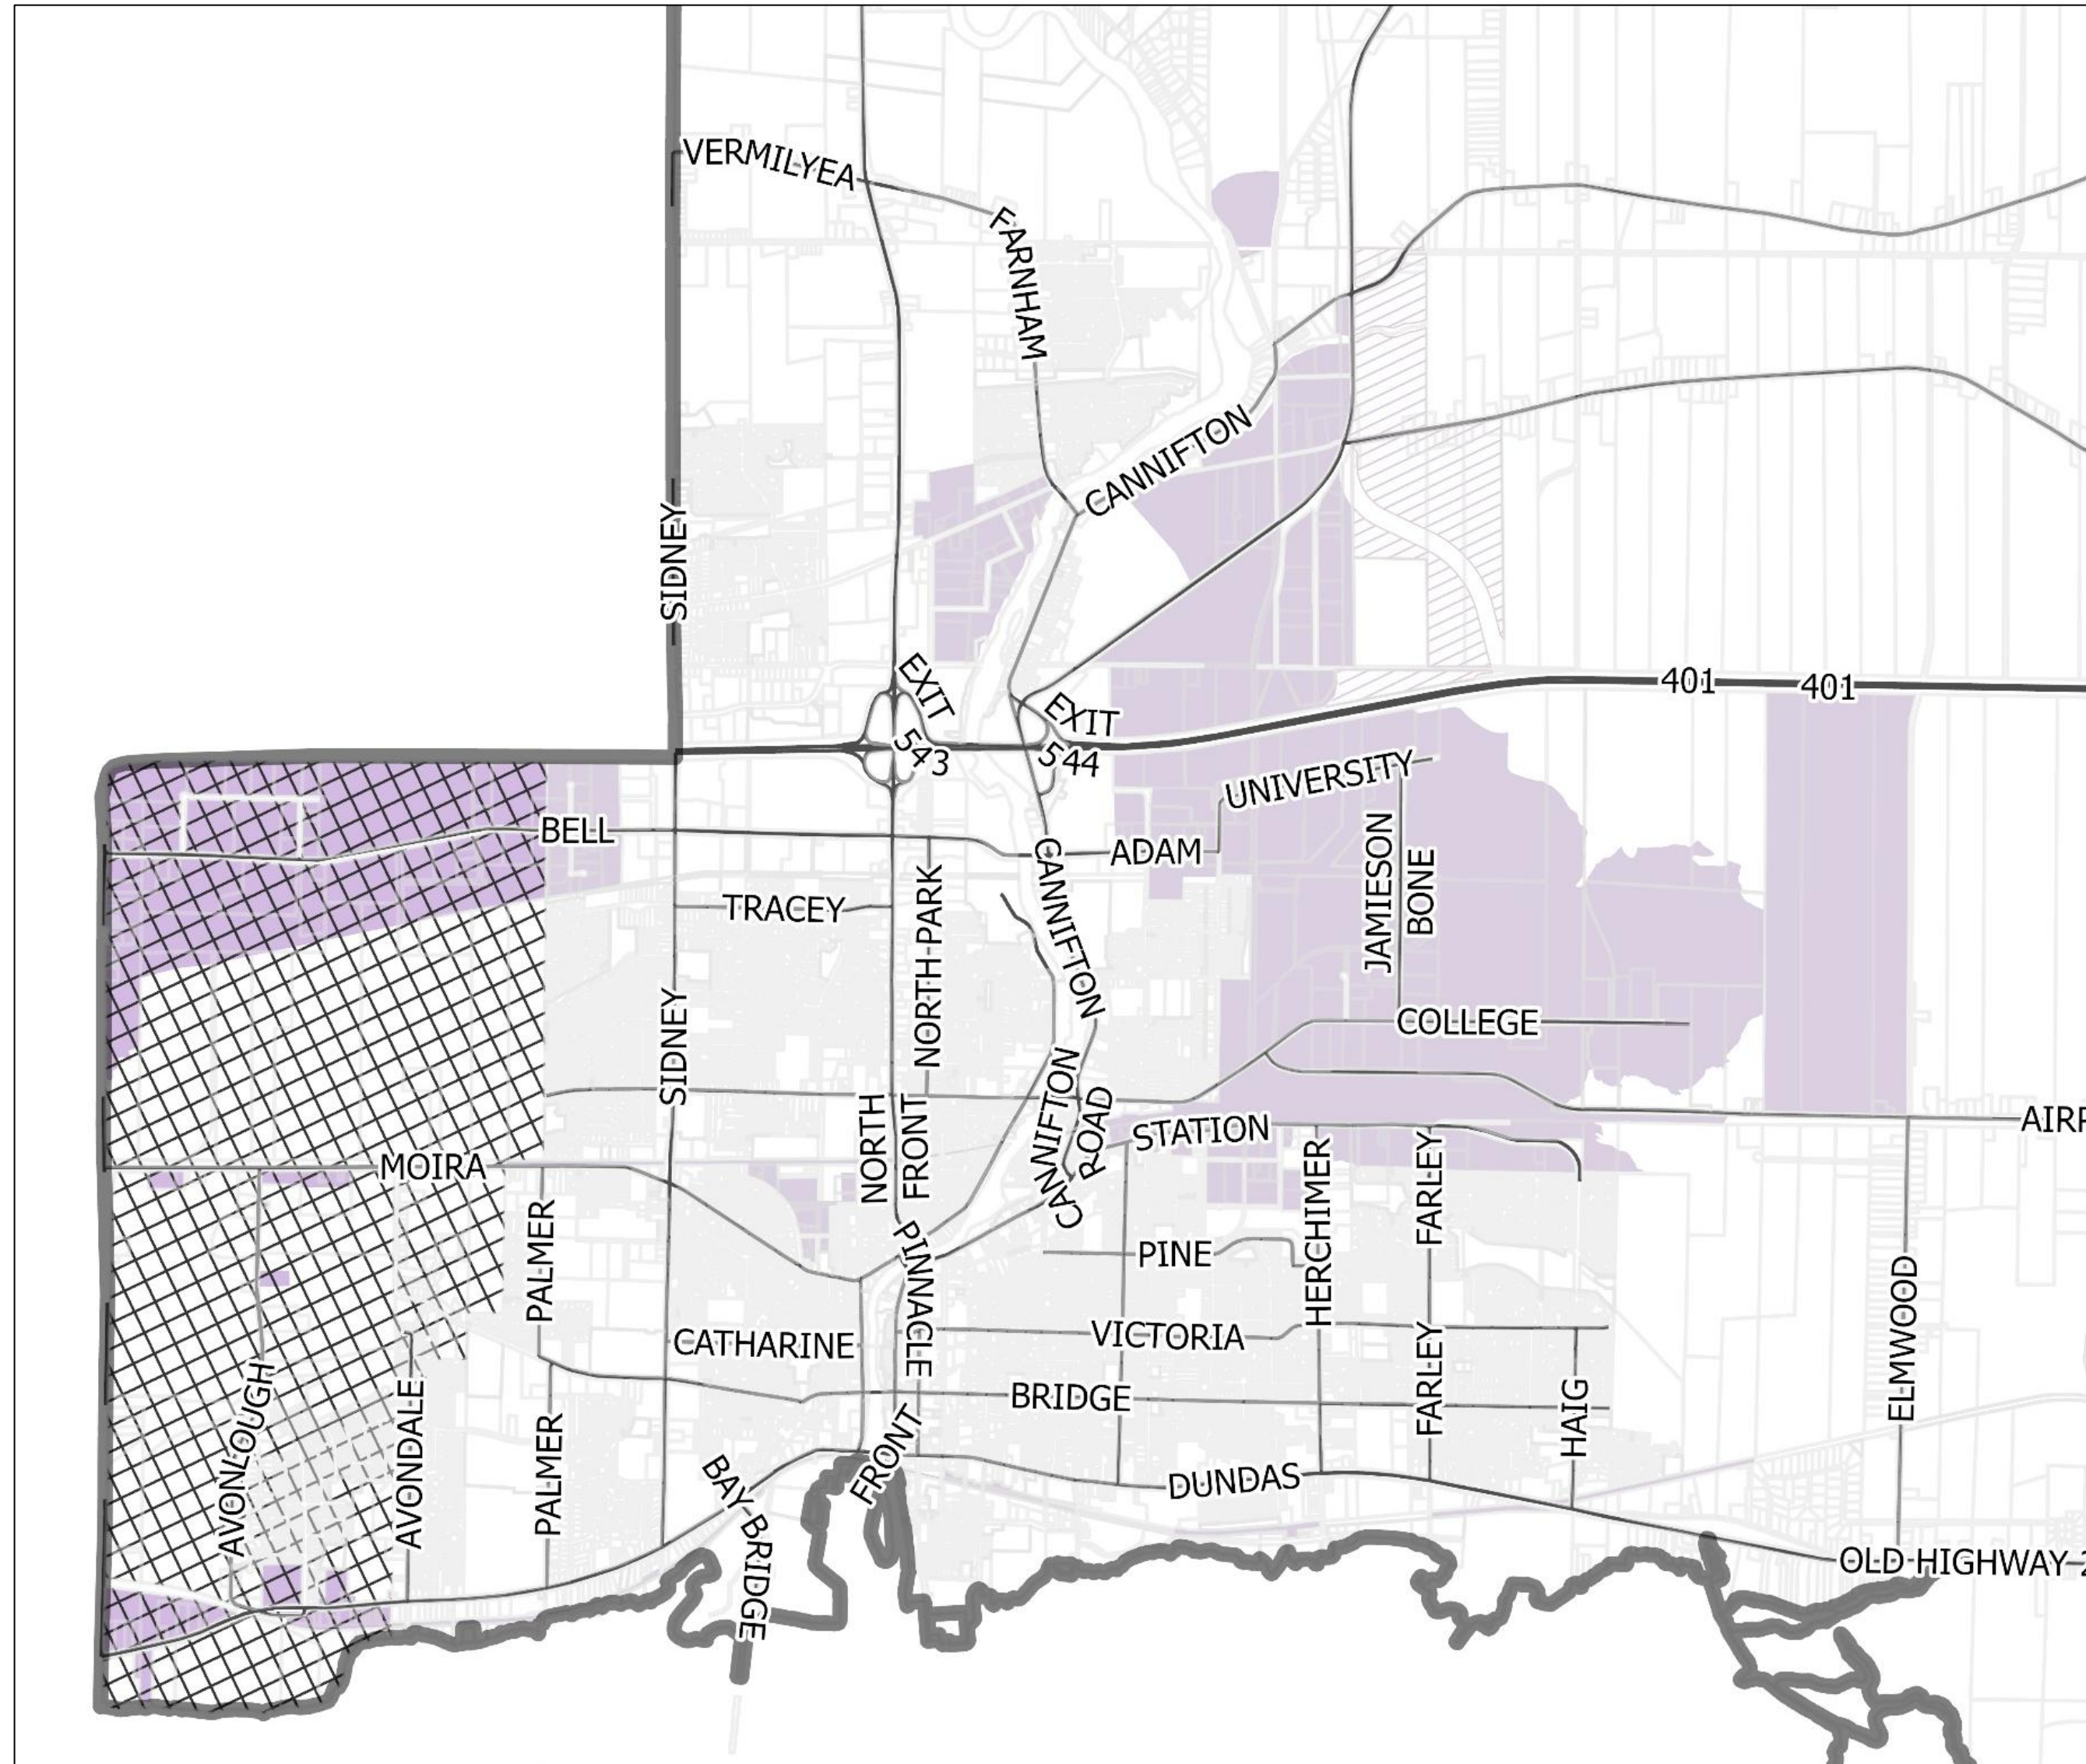 VERMILYEA
FARNHAM
CANNIFTON
SIDNEY
EXIT
543
EXIT
544
401
401
UNIVERSITY
BELL
ADAM
JAMIESON
BONE
TRACEY
NORTH PARK
CANNIFTON
SIDNEY
COLLEGE
NORTH
FRONT
CANNIFTON
ROAD
STATION
AIRP
MOIRA
PALMER
PINNACLE
PINE
HERCHIMER
FARLEY
ELMWOOD
CATHARINE
VICTORIA
FARLEY
BRIDGE
HAIG
AVONLOUGH
AVONDALE
PALMER
FRONT
BAY BRIDGE
DUNDAS
OLD HIGHWAY 2